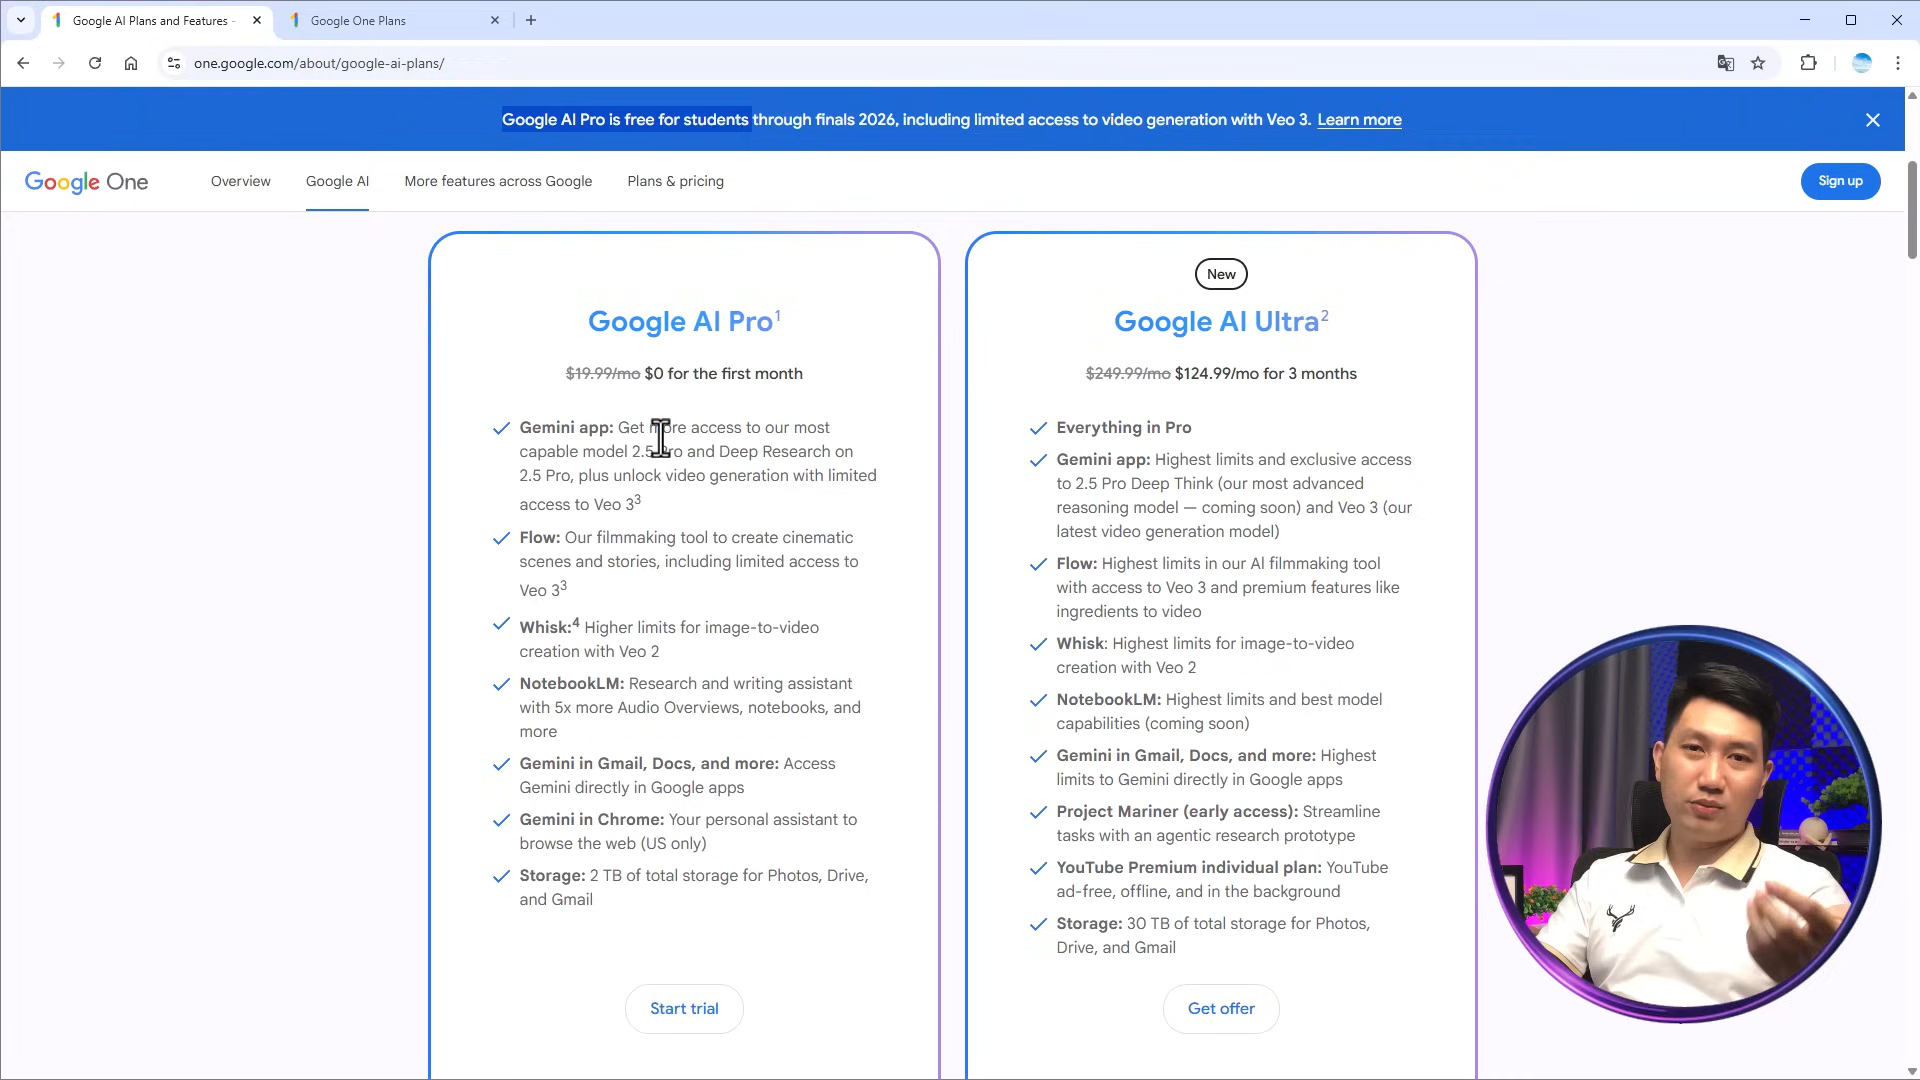 Google AI Plans and Features -
Google One Plans
one.google.com/about/google-ai-plans/
Google AI Pro is free for students through finals 2026, including limited access to video generation with Veo 3. Learn more
Google One
Overview
Google AI
More features across Google
Plans & pricing
Sign up
Google AI Pro¹
$19.99/mo $0 for the first month
Gemini app: Get more access to our most
capable model 2.5 Pro and Deep Research on
2.5 Pro, plus unlock video generation with limited
access to Veo 3³
Flow: Our filmmaking tool to create cinematic
scenes and stories, including limited access to
Veo 3³
Whisk:⁴ Higher limits for image-to-video
creation with Veo 2
NotebookLM: Research and writing assistant
with 5x more Audio Overviews, notebooks, and
more
Gemini in Gmail, Docs, and more: Access
Gemini directly in Google apps
Gemini in Chrome: Your personal assistant to
browse the web (US only)
Storage: 2 TB of total storage for Photos, Drive,
and Gmail
Start trial
New
Google AI Ultra²
$249.99/mo $124.99/mo for 3 months
Everything in Pro
Gemini app: Highest limits and exclusive access
to 2.5 Pro Deep Think (our most advanced
reasoning model — coming soon) and Veo 3 (our
latest video generation model)
Flow: Highest limits in our AI filmmaking tool
with access to Veo 3 and premium features like
ingredients to video
Whisk: Highest limits for image-to-video
creation with Veo 2
NotebookLM: Highest limits and best model
capabilities (coming soon)
Gemini in Gmail, Docs, and more: Highest
limits to Gemini directly in Google apps
Project Mariner (early access): Streamline
tasks with an agentic research prototype
YouTube Premium individual plan: YouTube
ad-free, offline, and in the background
Storage: 30 TB of total storage for Photos,
Drive, and Gmail
Get offer